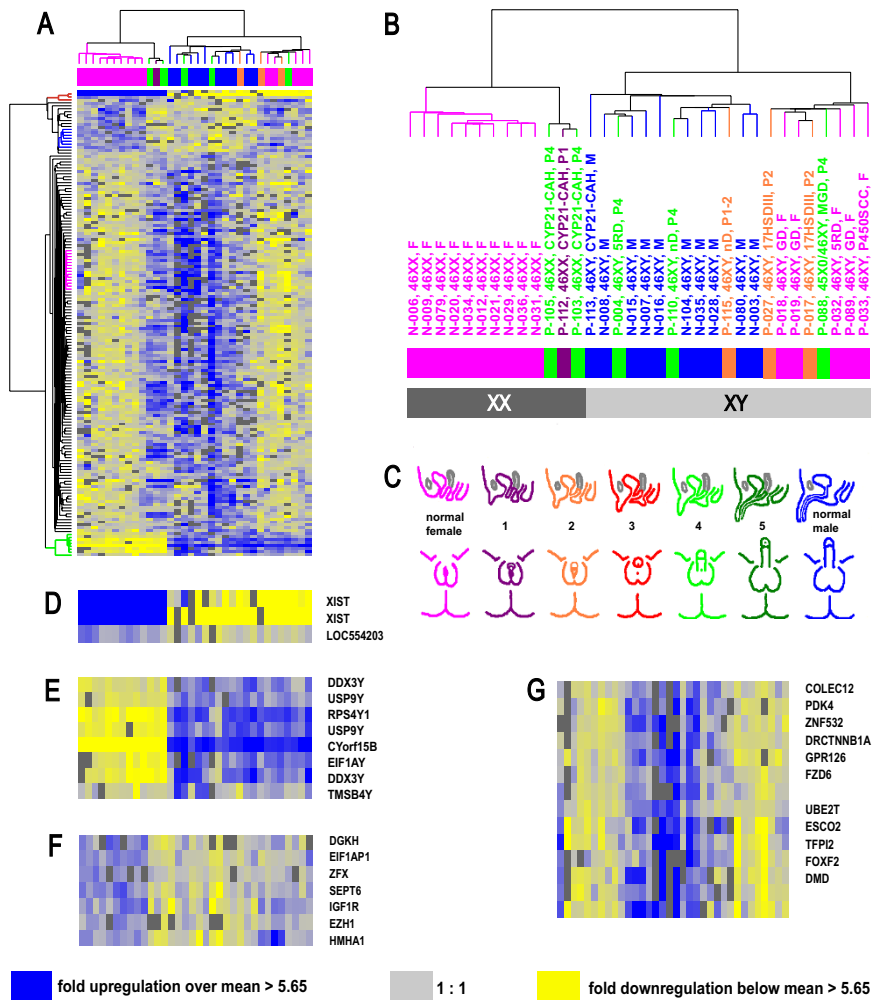 A
B
N-006, 46XX, F
N-009, 46XX, F
N-079, 46XX, F
N-020, 46XX, F
N-034, 46XX, F
N-012, 46XX, F
N-021, 46XX, F
N-029, 46XX, F
N-036, 46XX, F
N-031, 46XX, F
P-105, 46XX, CYP21-CAH, P4
P-112, 46XX, CYP21-CAH, P1
P-103, 46XX, CYP21-CAH, P4
P-113, 46XY, CYP21-CAH, M
N-008, 46XY, M
P-004, 46XY, 5RD, P4
N-015, 46XY, M
N-007, 46XY, M
N-016, 46XY, M
P-110, 46XY, nD, P4
N-104, 46XY, M
N-035, 46XY, M
N-028, 46XY, M
P-115, 46XY, nD, P1-2
N-080, 46XY, M
N-003, 46XY, M
P-027, 46XY, 17HSDIII, P2
P-018, 46XY, GD, F
P-019, 46XY, GD, F
P-017, 46XY, 17HSDIII, P2
P-088, 45X0/46XY, MGD, P4
P-032, 46XY, 5RD, F
P-089, 46XY, GD, F
P-033, 46XY, P450SCC, F
XX
XY
C
normal female
1
2
3
4
5
normal male
D
XIST
XIST
LOC554203
E
DDX3Y
USP9Y
RPS4Y1
USP9Y
CYorf15B
EIF1AY
DDX3Y
TMSB4Y
F
DGKH
EIF1AP1
ZFX
SEPT6
IGF1R
EZH1
HMHA1
G
COLEC12
PDK4
ZNF532
DRCTNNB1A
GPR126
FZD6
UBE2T
ESCO2
TFPI2
FOXF2
DMD
fold upregulation over mean > 5.65
1 : 1
fold downregulation below mean > 5.65